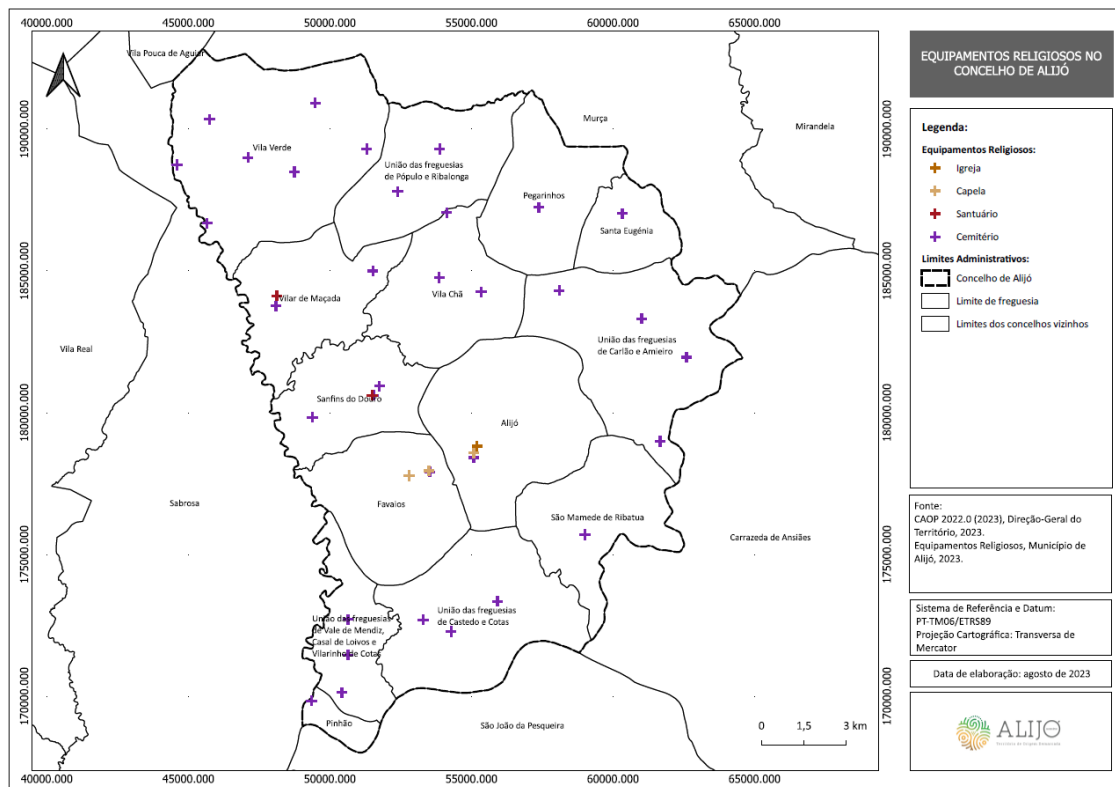 40000.000 45000.000 50000.000 55000.000 60000.000 65000.000
190000.000
185000.000
180000.000
175000.000
170000.000
Vila Pouca de Aguiar
Murça
Mirandela
Vila Verde
União das freguesias
de Pópulo e Ribalonga
Pegarinhos
Santa Eugénia
Vilar de Maçada
Vila Chã
União das freguesias
de Carlão e Amieiro
Vila Real
Sanfins do Douro
Alijó
Sabrosa
Favaios
São Mamede de Ribatua
Carrazeda de Ansiães
União das freguesias
de Vale de Mendiz,
Casal de Loivos e
Vilarinho de Cotas
União das freguesias
de Castedo e Cotas
Pinhão
São João da Pesqueira
0 1,5 3 km
190000.000
185000.000
180000.000
175000.000
170000.000
40000.000 45000.000 50000.000 55000.000 60000.000 65000.000
EQUIPAMENTOS RELIGIOSOS NO
CONCELHO DE ALIJÓ
Legenda:
Equipamentos Religiosos:
Igreja
Capela
Santuário
Cemitério
Limites Administrativos:
Concelho de Alijó
Limite de freguesia
Limites dos concelhos vizinhos
Fonte:
CAOP 2022.0 (2023), Direção-Geral do
Território, 2023.
Equipamentos Religiosos, Município de
Alijó, 2023.
Sistema de Referência e Datum:
PT-TM06/ETRS89
Projeção Cartográfica: Transversa de
Mercator
Data de elaboração: agosto de 2023
ALIJÓ